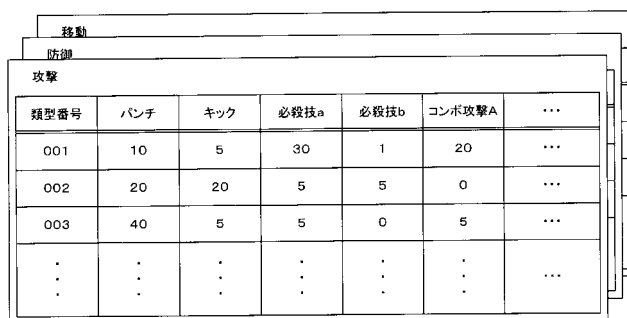 移動
防御
攻撃
類型番号 パンチ キック 必殺技a 必殺技b コンボ攻撃A ･･･
001 10 5 30 1 20 ･･･
002 20 20 5 5 0 ･･･
003 40 5 5 0 5 ･･･
･ ･ ･ ･ ･ ･ ･･･
･ ･ ･ ･ ･ ･
･ ･ ･ ･ ･ ･